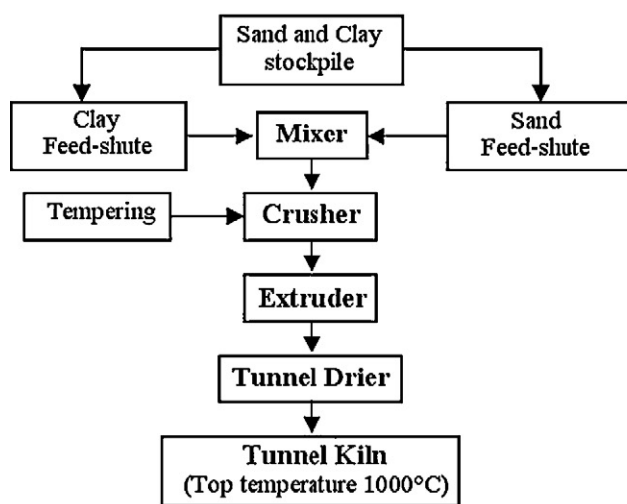 Sand and Clay
stockpile
Clay
Feed-shute
Mixer
Sand
Feed-shute
Tempering
Crusher
Extruder
Tunnel Drier
Tunnel Kiln
(Top temperature 1000°C)